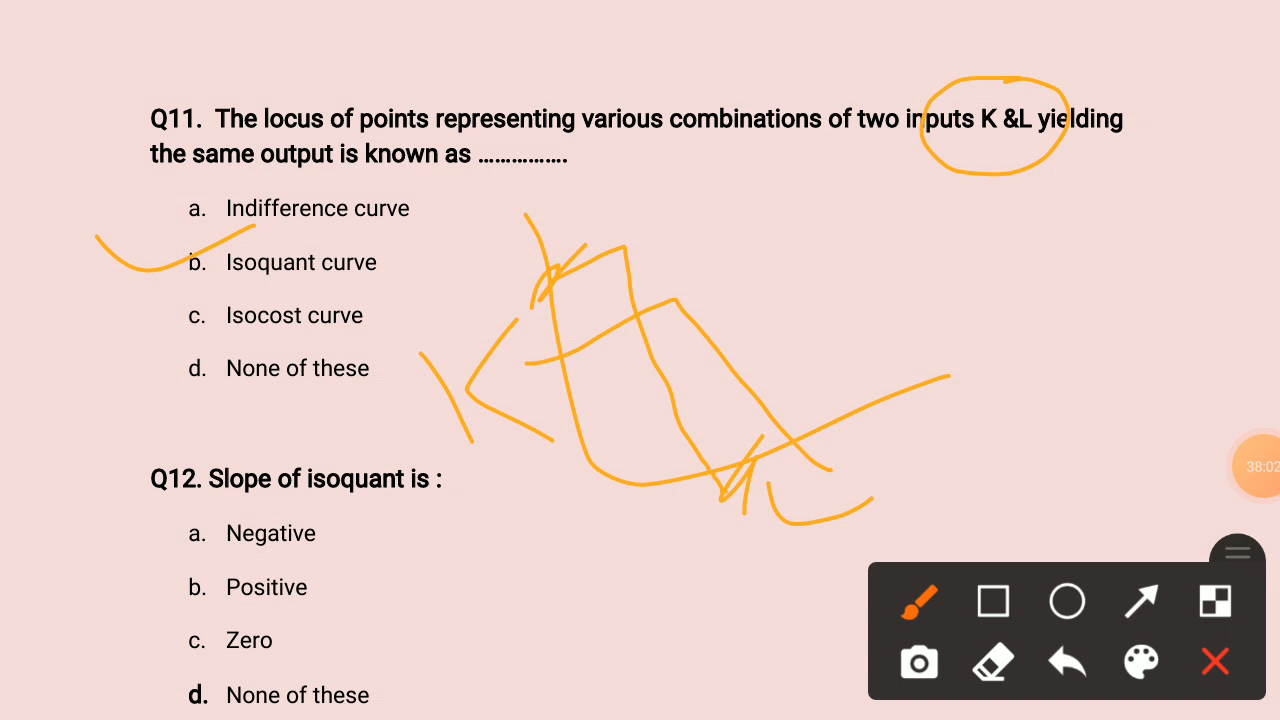 Q11. The locus of points representing various combinations of two inputs K &L yielding
the same output is known as ................
a. Indifference curve
b. Isoquant curve
c. Isocost curve
d. None of these
K
L
Q12. Slope of isoquant is :
a. Negative
b. Positive
c. Zero
d. None of these
38:02